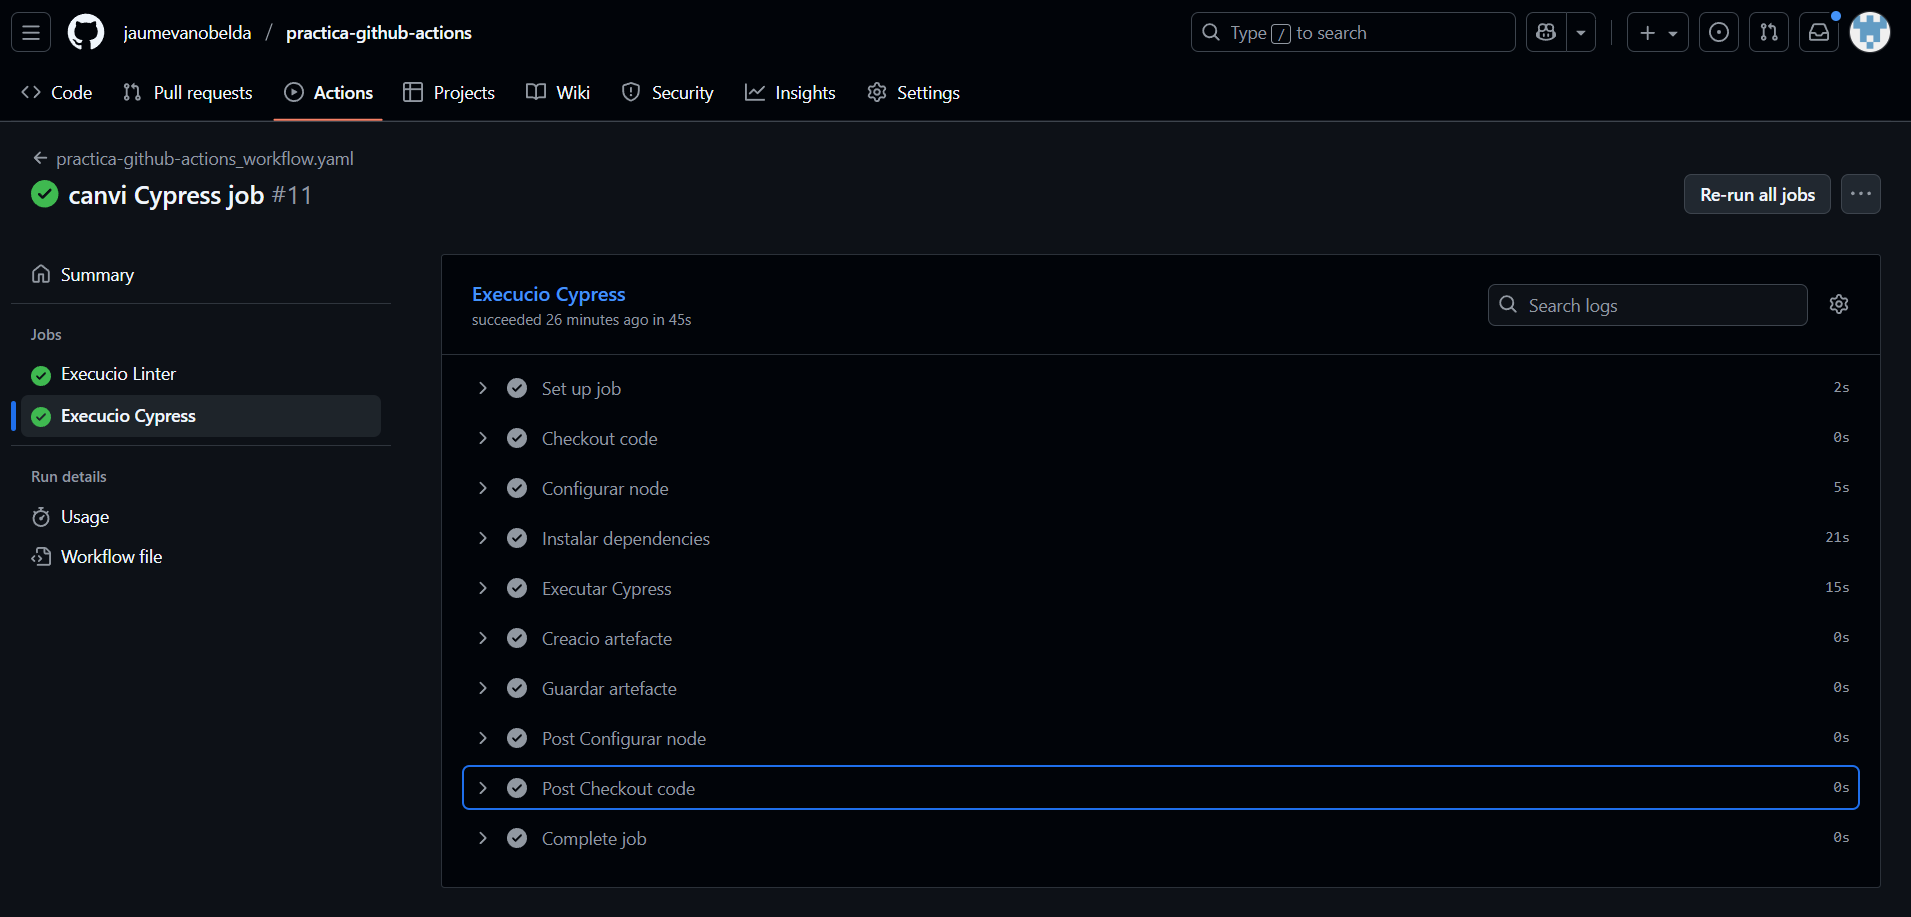 jaumevanobelda / practica-github-actions
Type / to search
Code
Pull requests
Actions
Projects
Wiki
Security
Insights
Settings
practica-github-actions_workflow.yaml
canvi Cypress job #11
Re-run all jobs
Summary
Jobs
Execucio Linter
Execucio Cypress
Run details
Usage
Workflow file
Execucio Cypress
succeeded 26 minutes ago in 45s
Search logs
Set up job 2s
Checkout code 0s
Configurar node 5s
Instalar dependencies 21s
Executar Cypress 15s
Creacio artefacte 0s
Guardar artefacte 0s
Post Configurar node 0s
Post Checkout code 0s
Complete job 0s